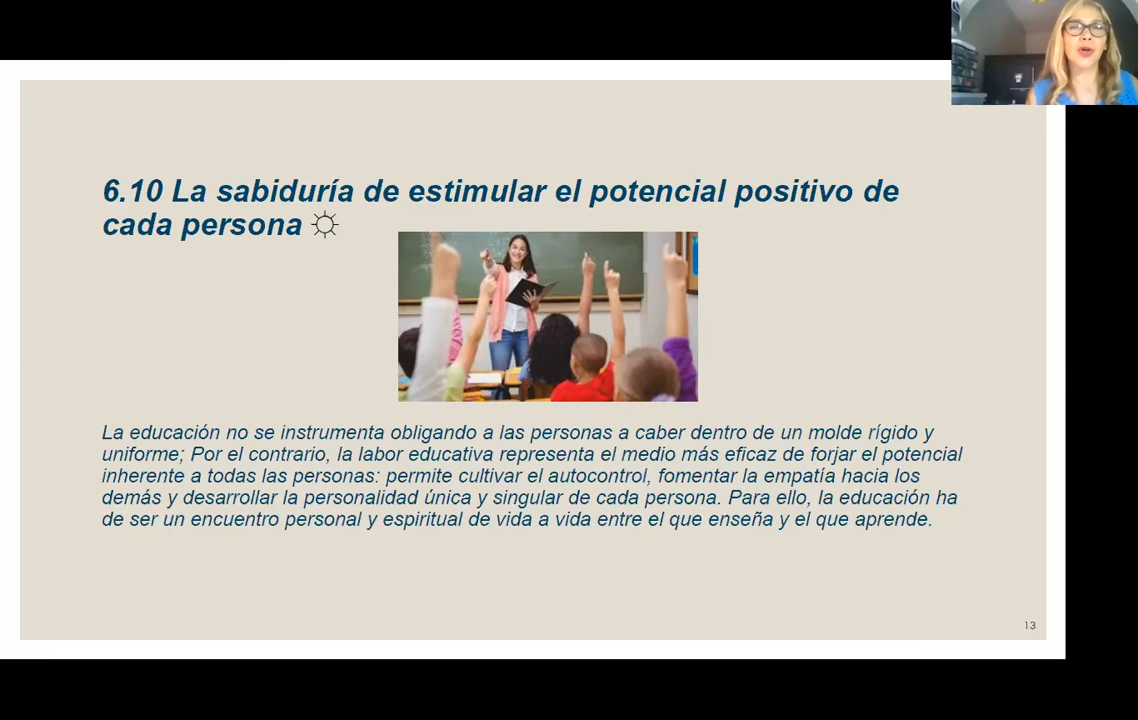 6.10 La sabiduría de estimular el potencial positivo de
cada persona
La educación no se instrumenta obligando a las personas a caber dentro de un molde rígido y
uniforme; Por el contrario, la labor educativa representa el medio más eficaz de forjar el potencial
inherente a todas las personas: permite cultivar el autocontrol, fomentar la empatía hacia los
demás y desarrollar la personalidad única y singular de cada persona. Para ello, la educación ha
de ser un encuentro personal y espiritual de vida a vida entre el que enseña y el que aprende.
13